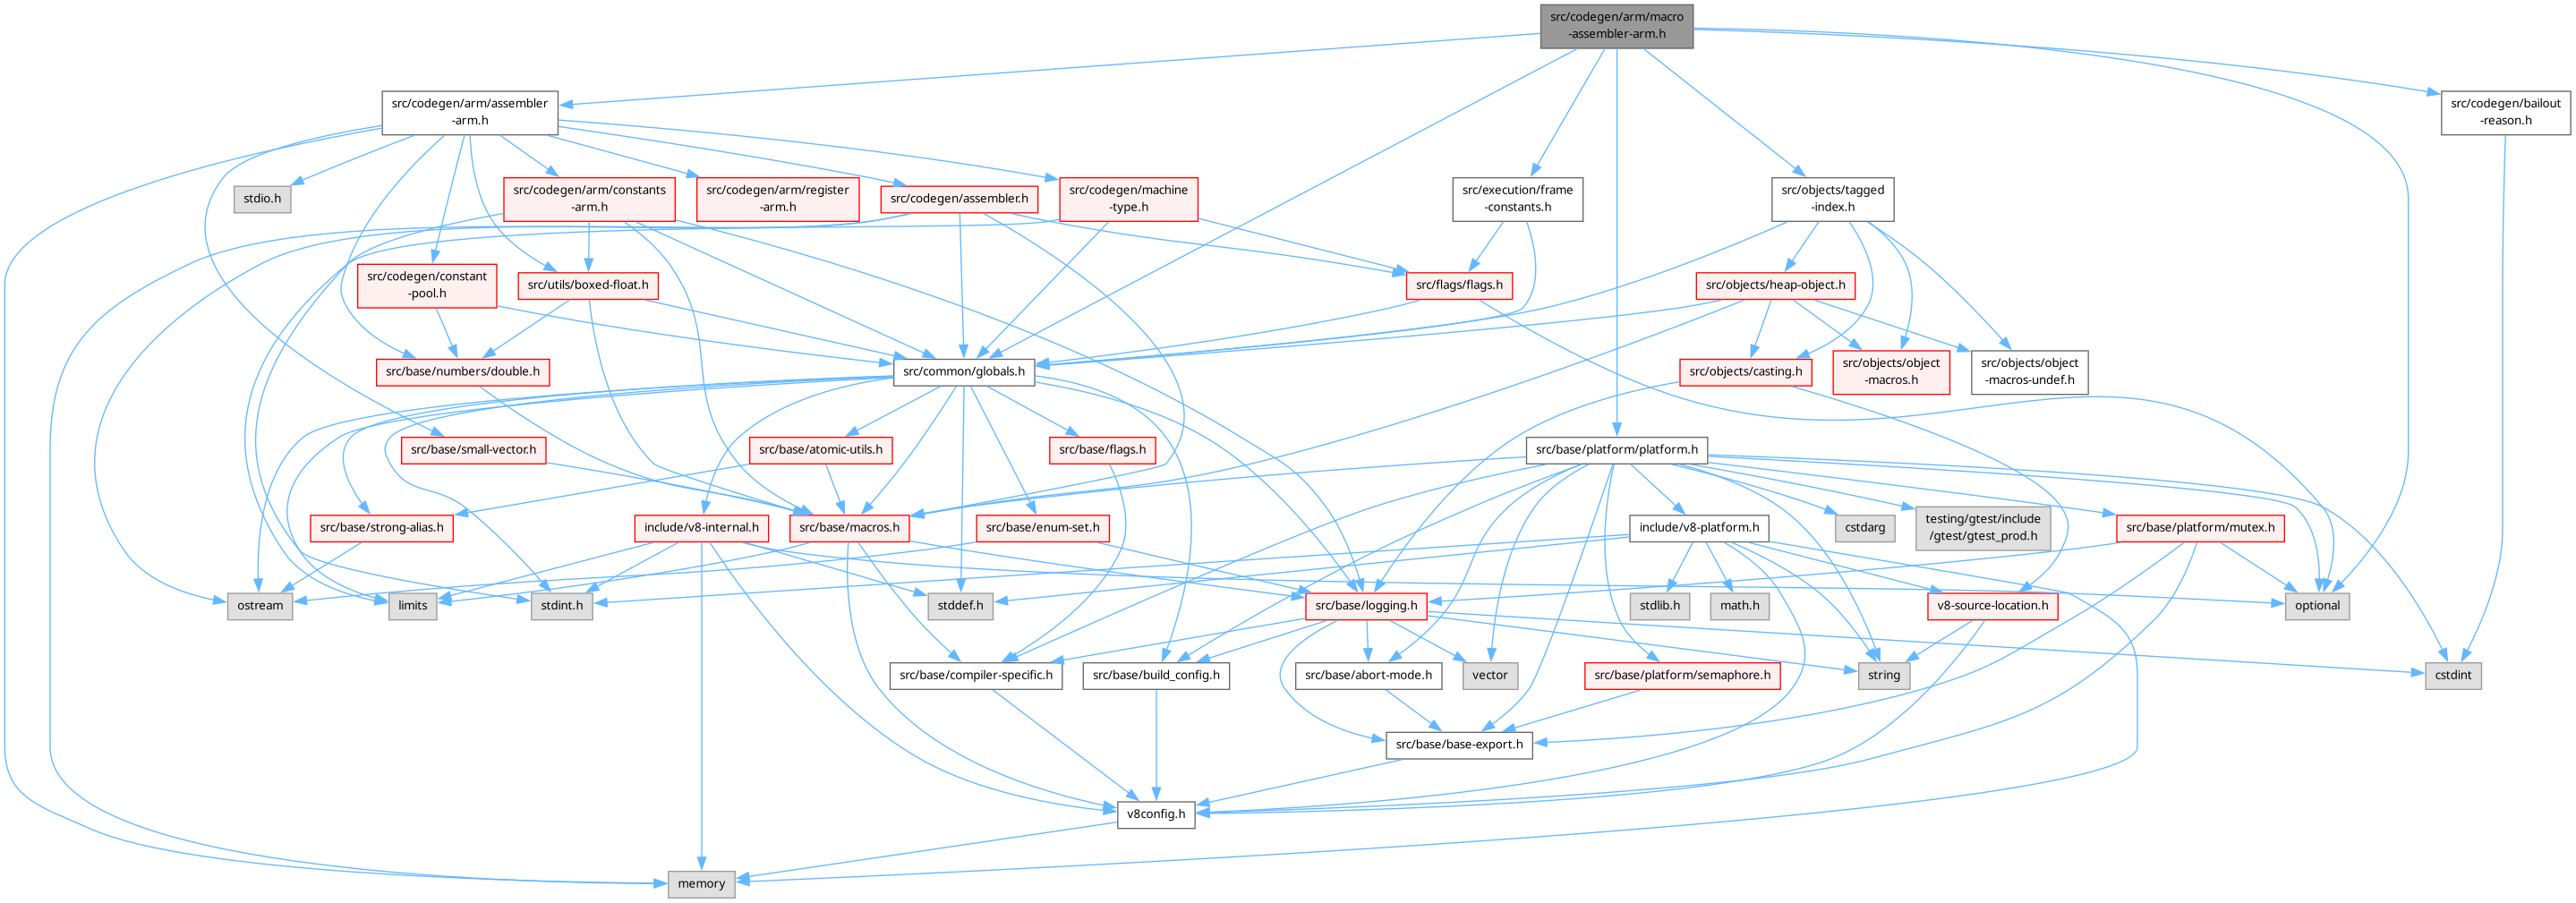 src/codegen/arm/macro
-assembler-arm.h
src/codegen/arm/assembler
-arm.h
src/codegen/bailout
-reason.h
stdio.h
src/codegen/arm/constants
-arm.h
src/codegen/arm/register
-arm.h
src/codegen/assembler.h
src/codegen/machine
-type.h
src/execution/frame
-constants.h
src/objects/tagged
-index.h
src/codegen/constant
-pool.h
src/utils/boxed-float.h
src/flags/flags.h
src/objects/heap-object.h
src/base/numbers/double.h
src/common/globals.h
src/objects/casting.h
src/objects/object
-macros.h
src/objects/object
-macros-undef.h
src/base/small-vector.h
src/base/atomic-utils.h
src/base/flags.h
src/base/platform/platform.h
src/base/strong-alias.h
include/v8-internal.h
src/base/macros.h
src/base/enum-set.h
include/v8-platform.h
cstdarg
testing/gtest/include
/gtest/gtest_prod.h
src/base/platform/mutex.h
ostream
limits
stdint.h
stddef.h
src/base/logging.h
stdlib.h
math.h
v8-source-location.h
optional
src/base/compiler-specific.h
src/base/build_config.h
src/base/abort-mode.h
vector
src/base/platform/semaphore.h
string
cstdint
src/base/base-export.h
v8config.h
memory